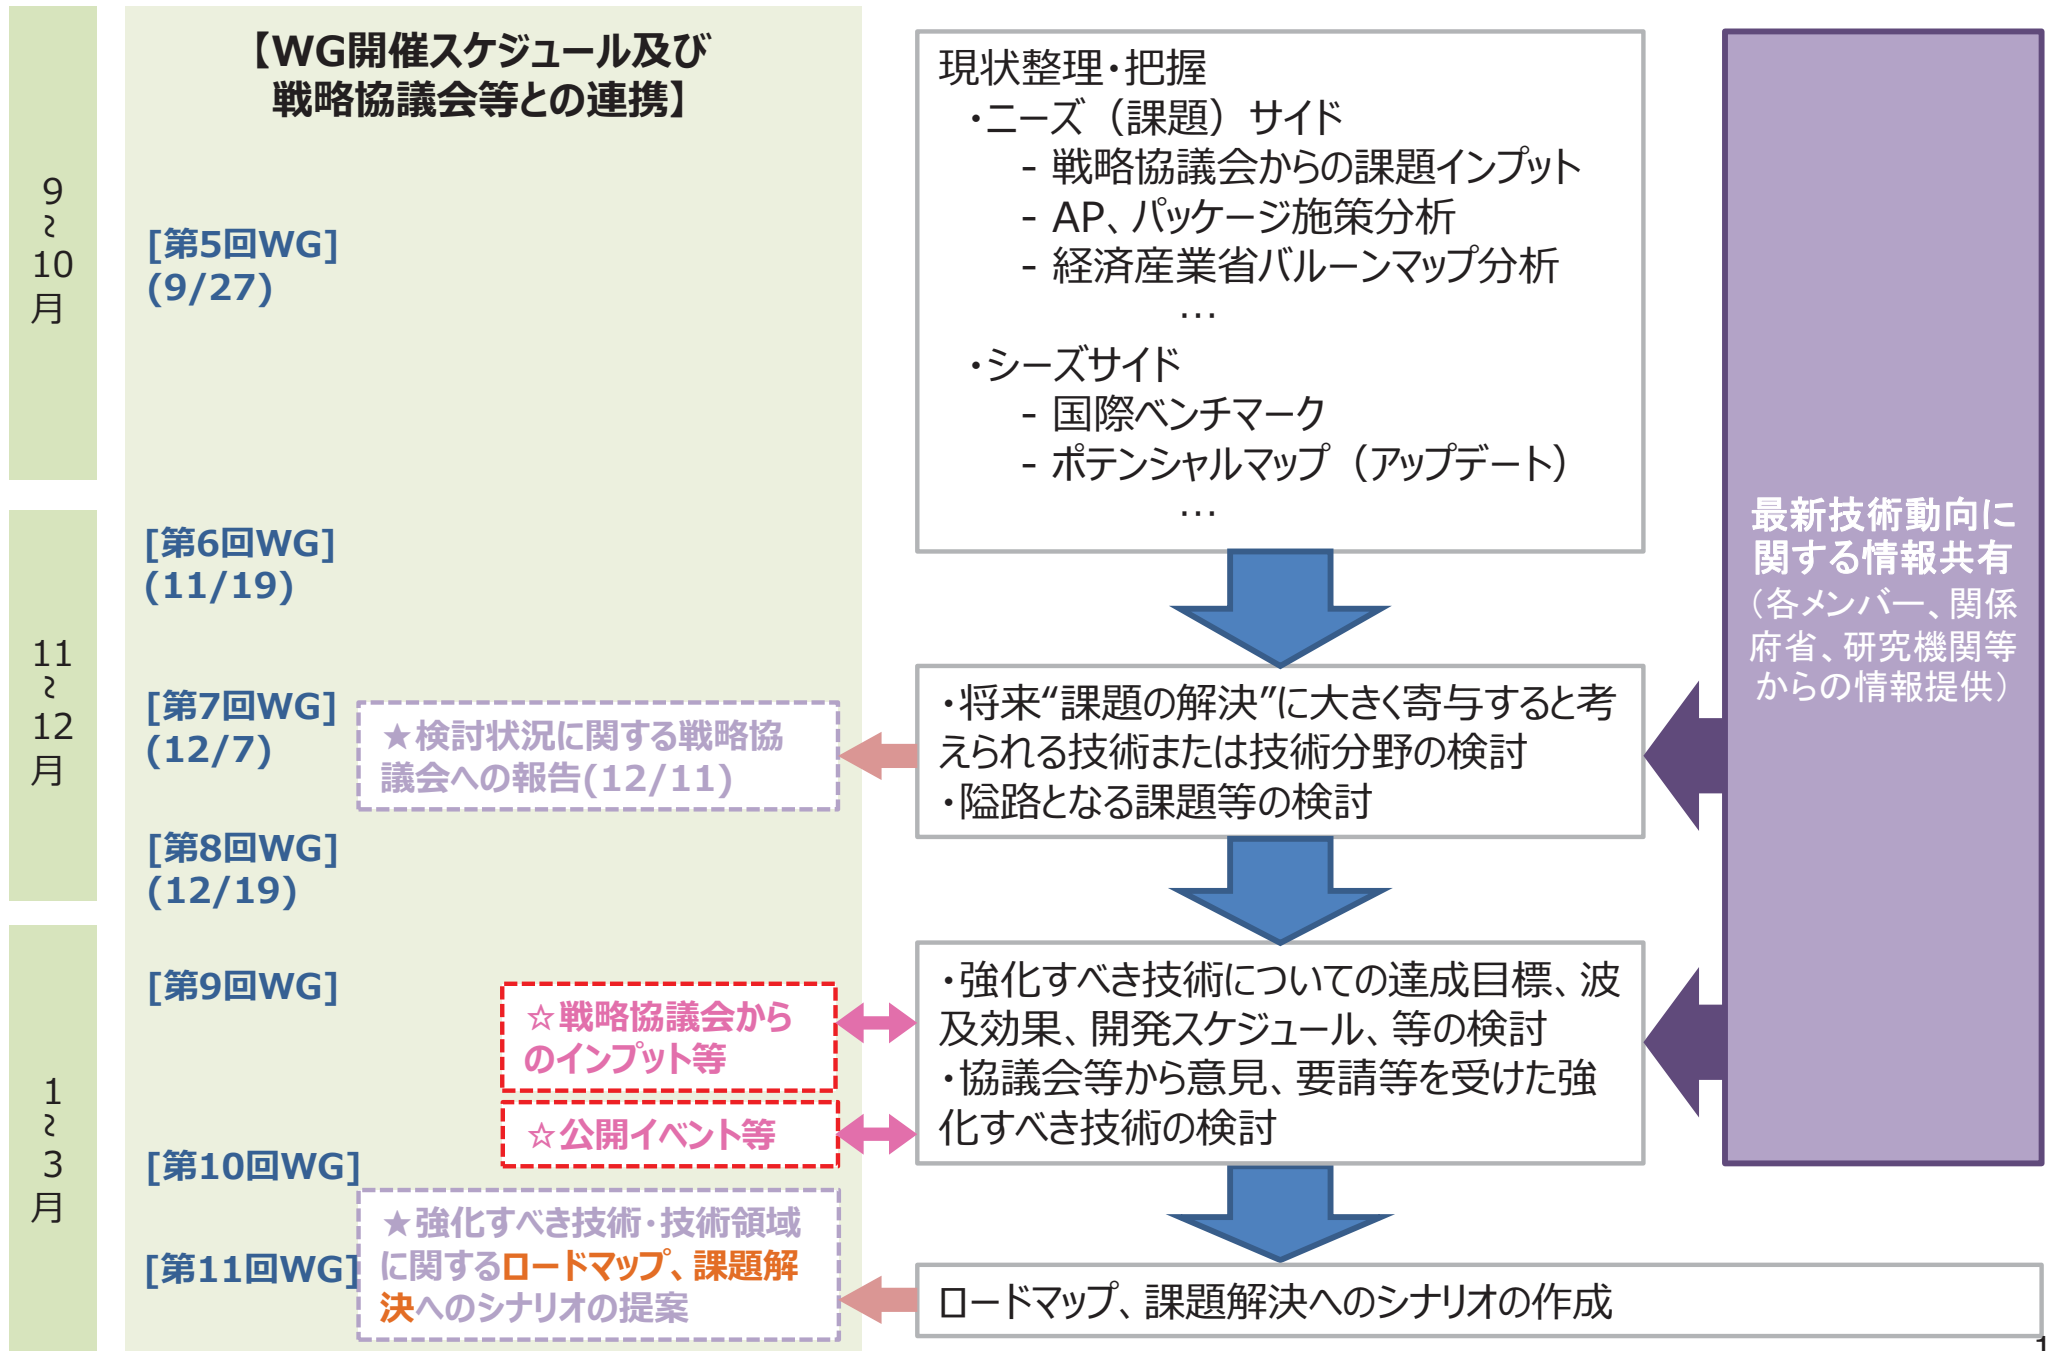 【WG開催スケジュール及び
戦略協議会等との連携】
9
~
10
月
[第5回WG]
(9/27)
現状整理・把握
・ニーズ（課題）サイド
- 戦略協議会からの課題インプット
- AP、パッケージ施策分析
- 経済産業省バルーンマップ分析
…
・シーズサイド
- 国際ベンチマーク
- ポテンシャルマップ（アップデート）
…
11
~
12
月
[第6回WG]
(11/19)
[第7回WG]
(12/7)
★検討状況に関する戦略協
議会への報告(12/11)
[第8回WG]
(12/19)
・将来“課題の解決”に大きく寄与すると考
えられる技術または技術分野の検討
・隘路となる課題等の検討
1
~
3
月
[第9回WG]
☆戦略協議会から
のインプット等
☆公開イベント等
[第10回WG]
・強化すべき技術についての達成目標、波
及効果、開発スケジュール、等の検討
・協議会等から意見、要請等を受けた強
化すべき技術の検討
[第11回WG]
★強化すべき技術・技術領域
に関するロードマップ、課題解
決へのシナリオの提案
ロードマップ、課題解決へのシナリオの作成
最新技術動向に
関する情報共有
（各メンバー、関係
府省、研究機関等
からの情報提供）
1